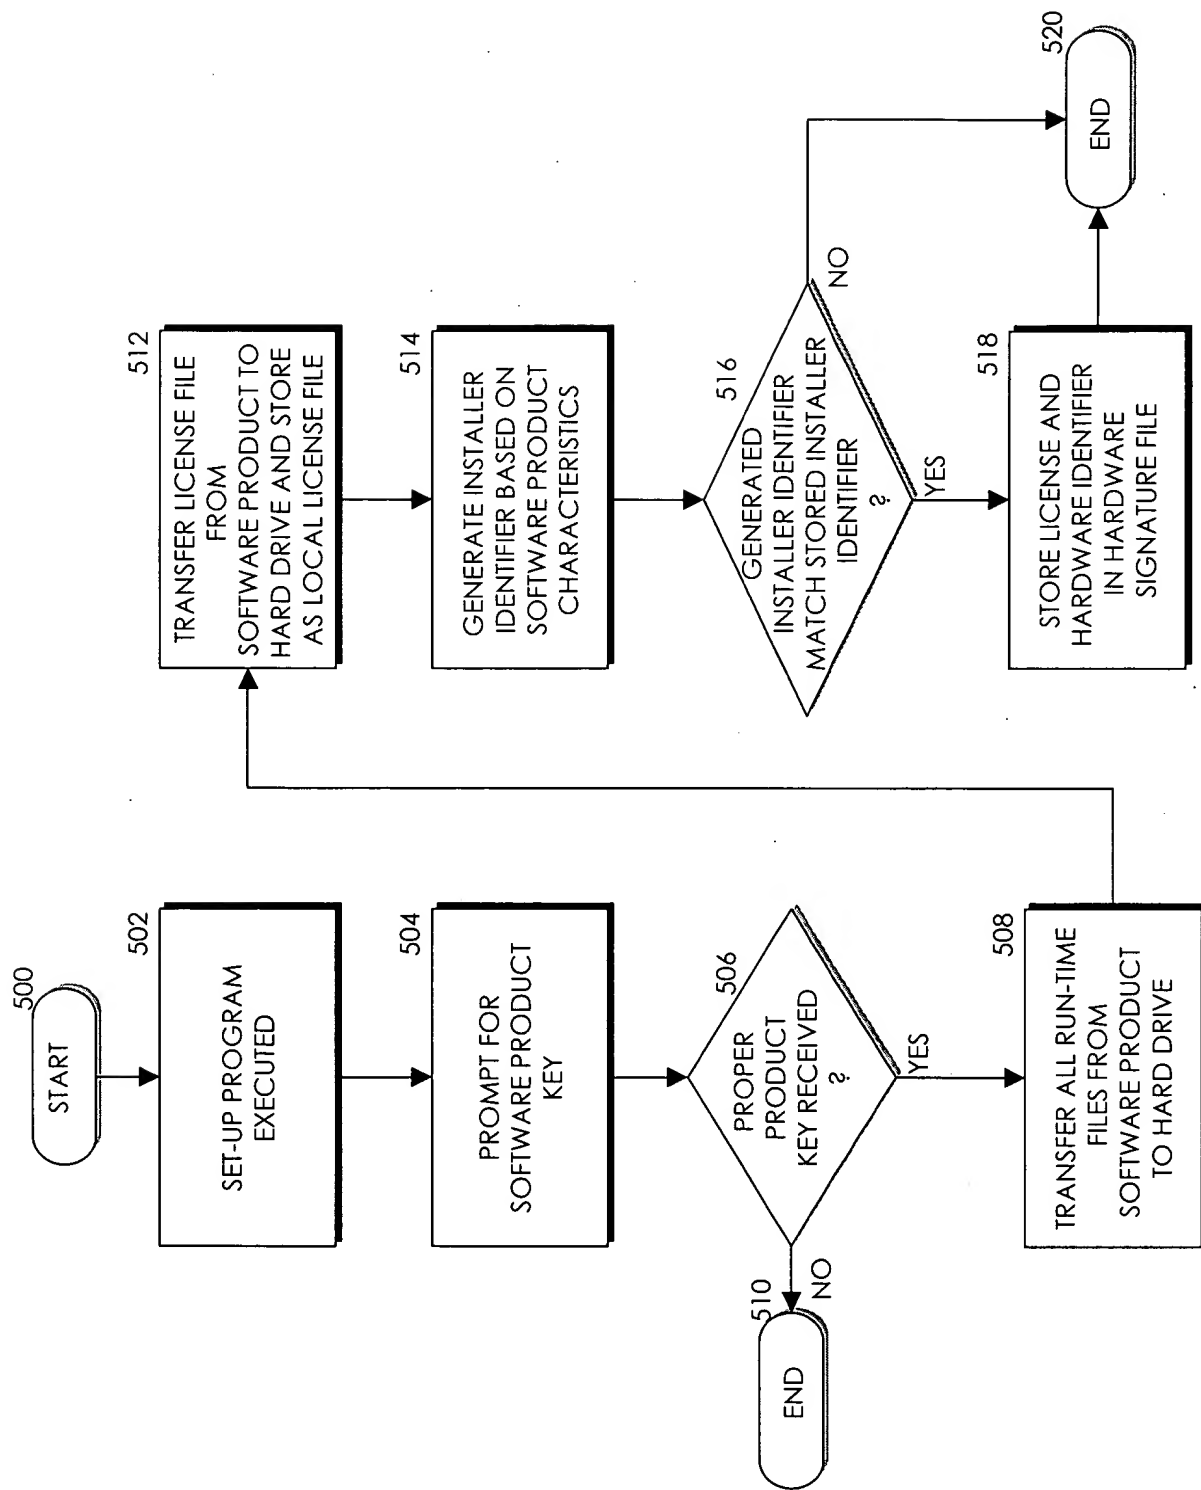 START
500
502
SET-UP PROGRAM
EXECUTED
504
PROMPT FOR
SOFTWARE PRODUCT
KEY
506
PROPER
PRODUCT
KEY RECEIVED
?
NO
510
END
YES
508
TRANSFER ALL RUN-TIME
FILES FROM
SOFTWARE PRODUCT
TO HARD DRIVE
512
TRANSFER LICENSE FILE
FROM
SOFTWARE PRODUCT TO
HARD DRIVE AND STORE
AS LOCAL LICENSE FILE
514
GENERATE INSTALLER
IDENTIFIER BASED ON
SOFTWARE PRODUCT
CHARACTERISTICS
516
GENERATED
INSTALLER IDENTIFIER
MATCH STORED INSTALLER
IDENTIFIER
?
NO
YES
518
STORE LICENSE AND
HARDWARE IDENTIFIER
IN HARDWARE
SIGNATURE FILE
520
END